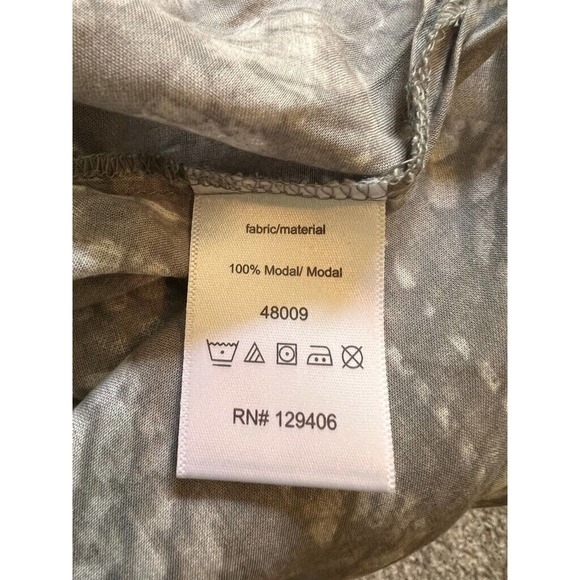 fabric/material
100% Modal/ Modal
48009
RN# 129406